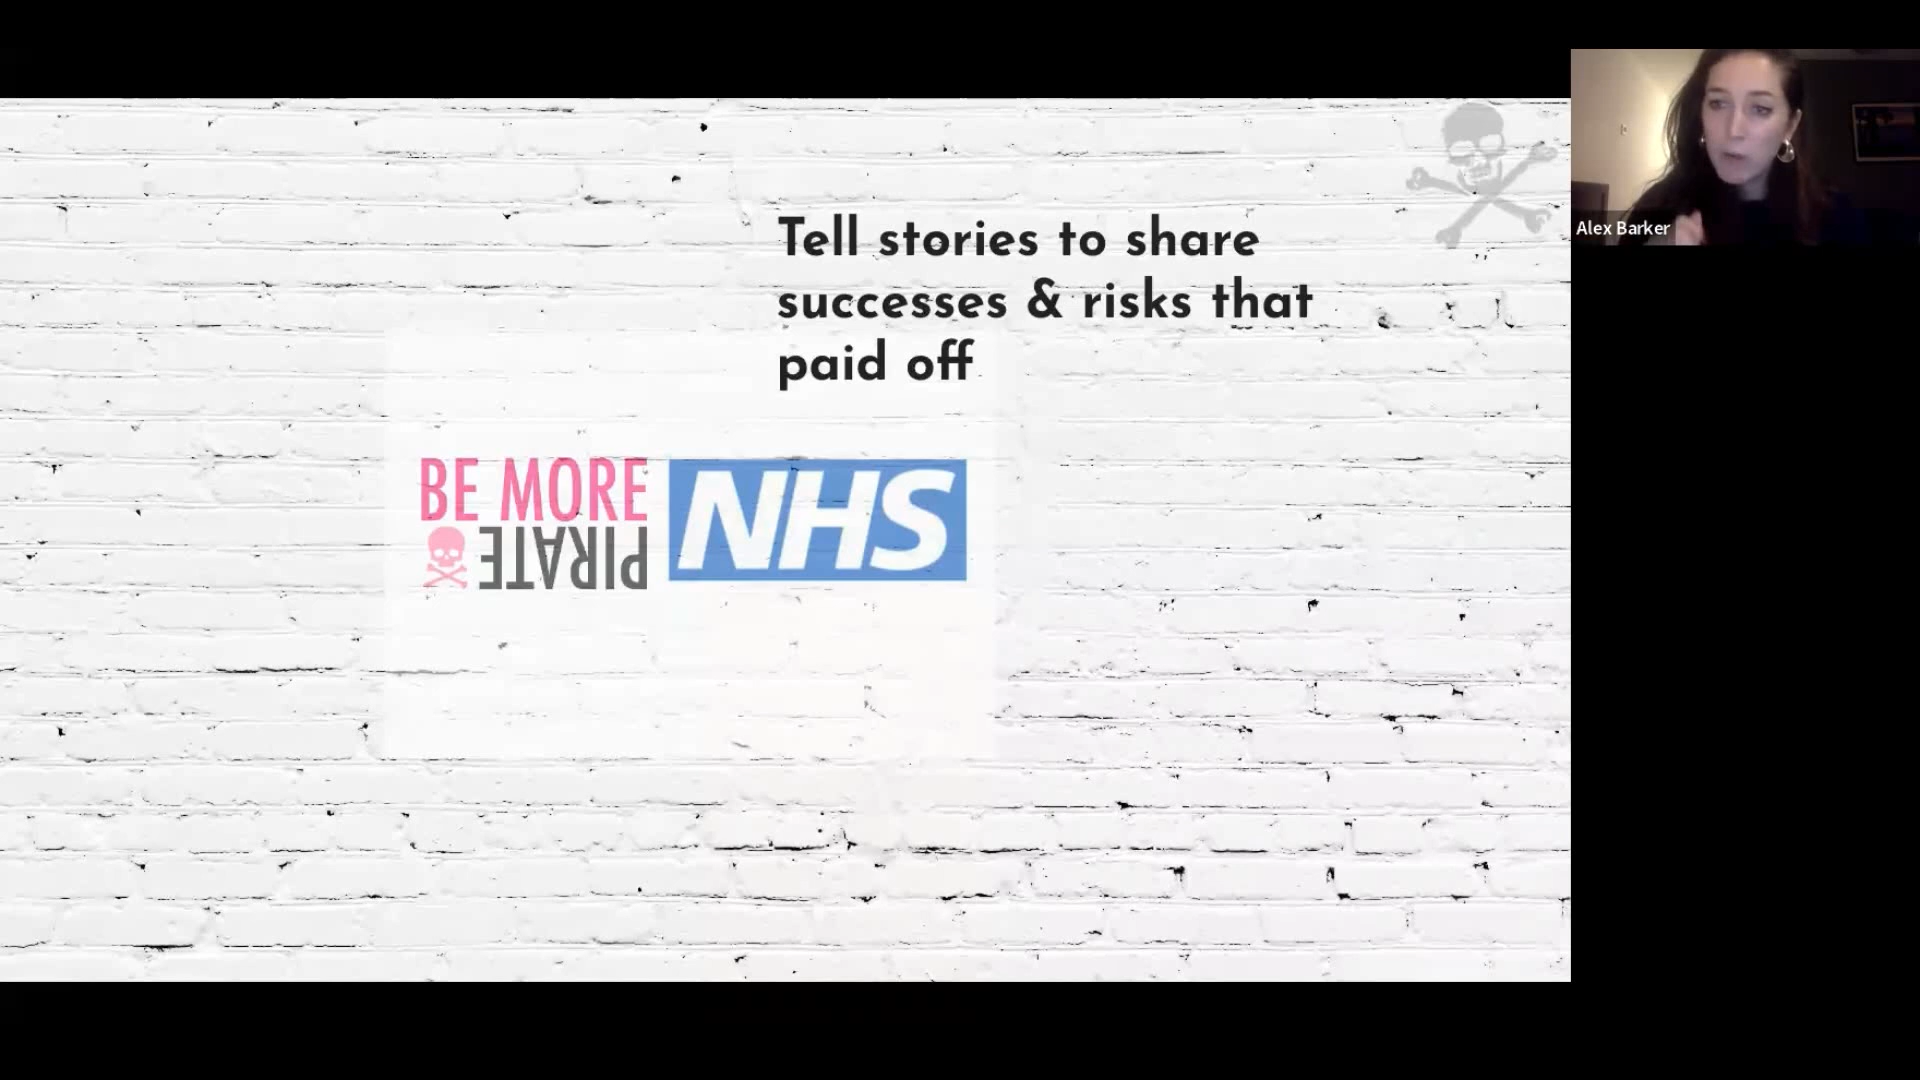 Tell stories to share
successes & risks that
paid off
BE MORE
PIRATE
NHS
Alex Barker